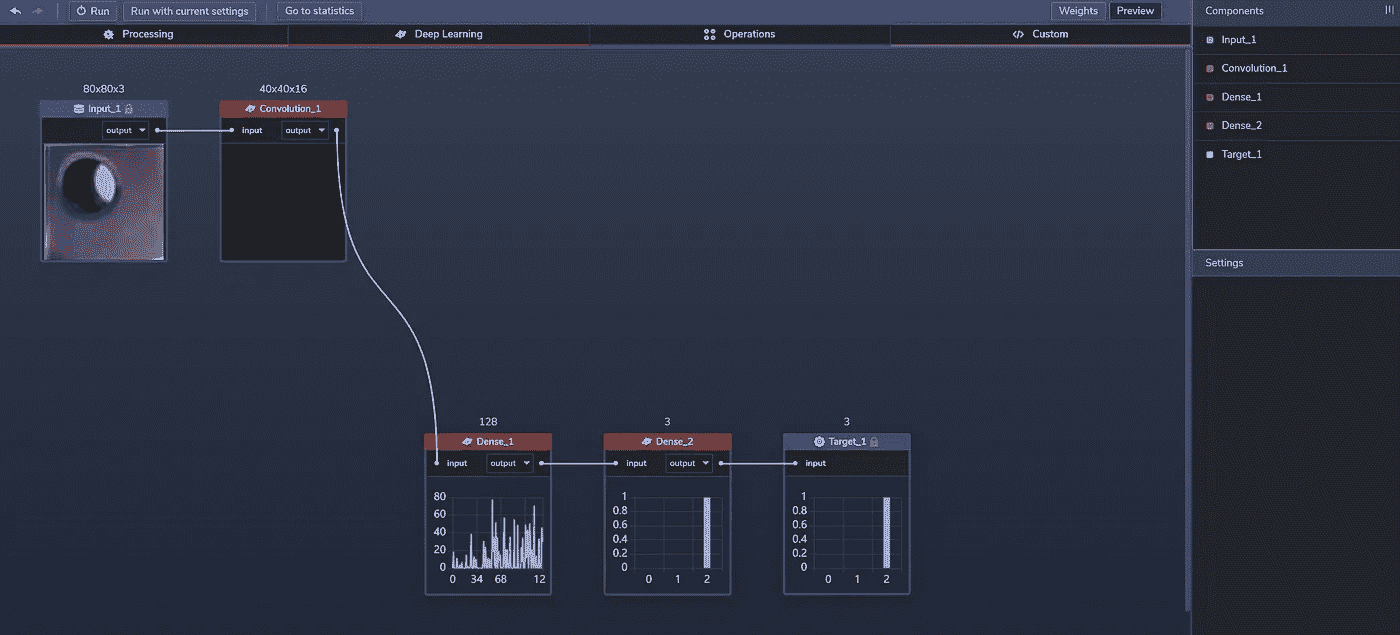 Run Run with current settings Go to statistics Weights Preview
Processing Deep Learning Operations Custom
Components
Input_1
Convolution_1
Dense_1
Dense_2
Target_1
Settings
80x80x3
Input_1
output
40x40x16
Convolution_1
input output
128
Dense_1
input output
80
60
40
20
0
0 34 68 12
3
Dense_2
input output
1
0.8
0.6
0.4
0.2
0
0 1 2
3
Target_1
input
1
0.8
0.6
0.4
0.2
0
0 1 2